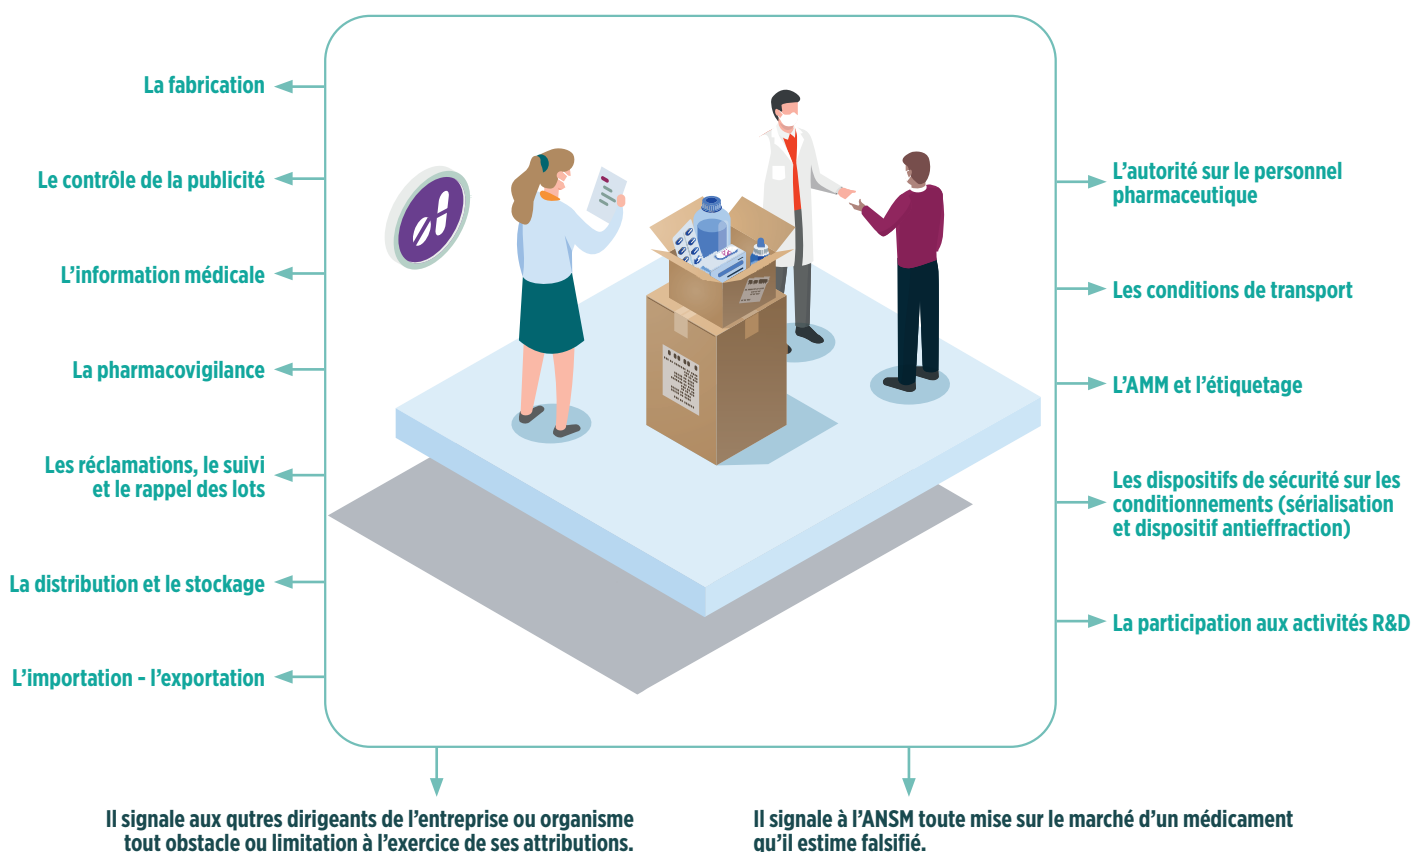 La fabrication
Le contrôle de la publicité
L'information médicale
La pharmacovigilance
Les réclamations, le suivi
et le rappel des lots
La distribution et le stockage
L'importation - l'exportation
L'autorité sur le personnel
pharmaceutique
Les conditions de transport
L'AMM et l'étiquetage
Les dispositifs de sécurité sur les
conditionnements (sérialisation
et dispositif antieffraction)
La participation aux activités R&D
Il signale aux qutres dirigeants de l'entreprise ou organisme
tout obstacle ou limitation à l'exercice de ses attributions.
Il signale à l'ANSM toute mise sur le marché d'un médicament
qu'il estime falsifié.